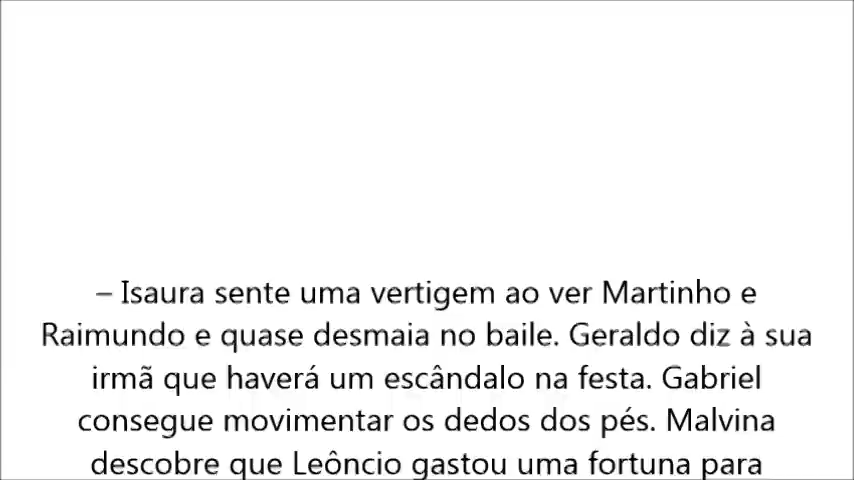 – Isaura sente uma vertigem ao ver Martinho e
Raimundo e quase desmaia no baile. Geraldo diz à sua
irmã que haverá um escândalo na festa. Gabriel
consegue movimentar os dedos dos pés. Malvina
descobre que Leôncio gastou uma fortuna para